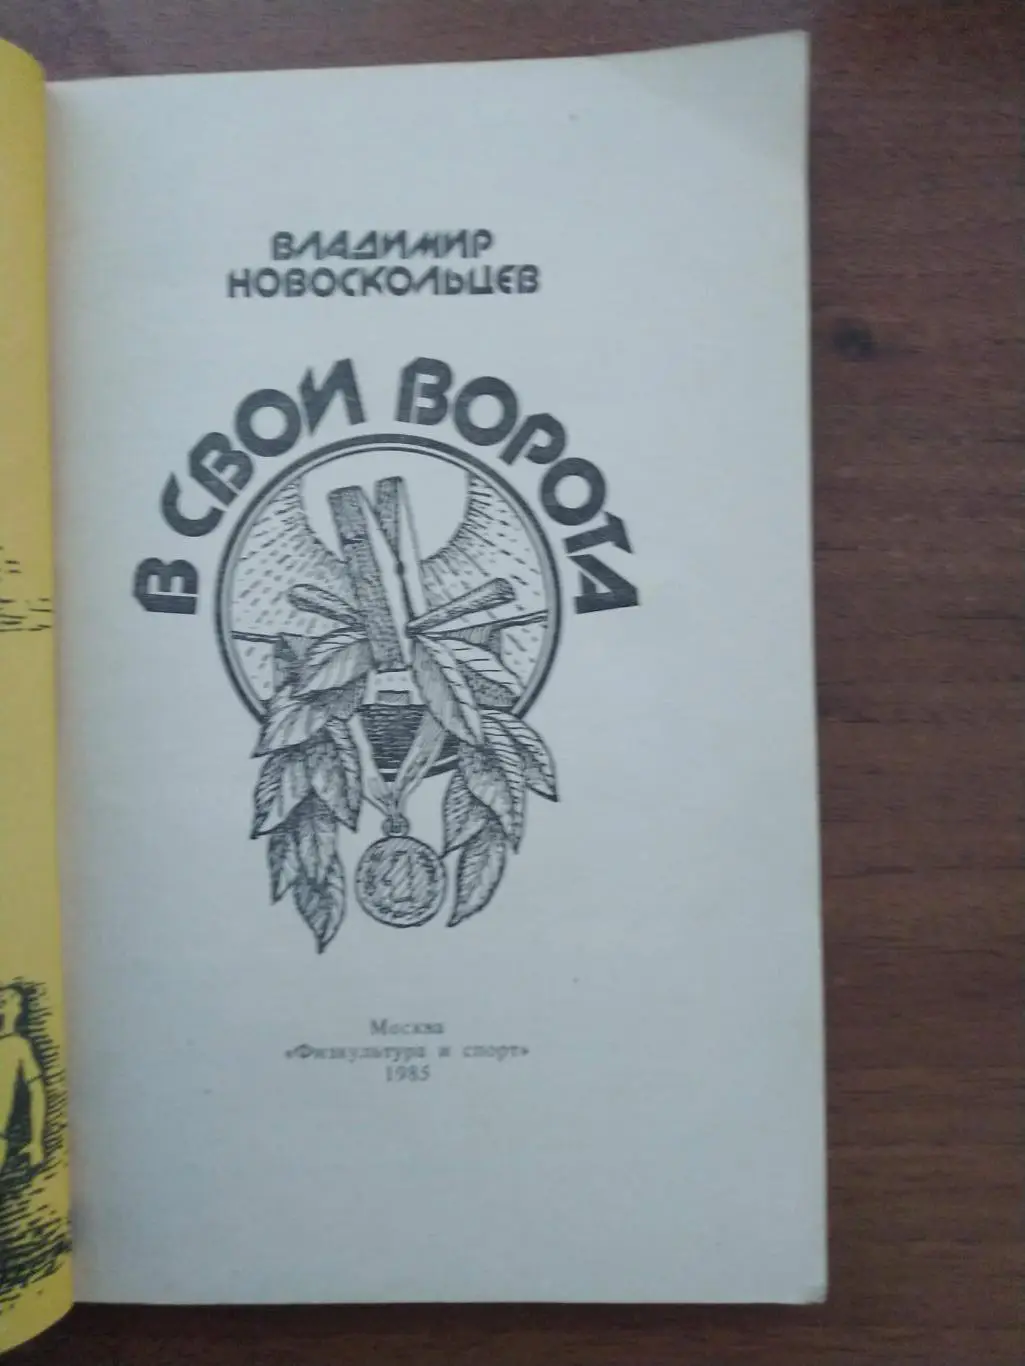 ВЛАДИМИР
НОВОСКОЛЬЦЕВ
В СВОИ ВОРОТА
Москва
«Физкультура и спорт»
1985